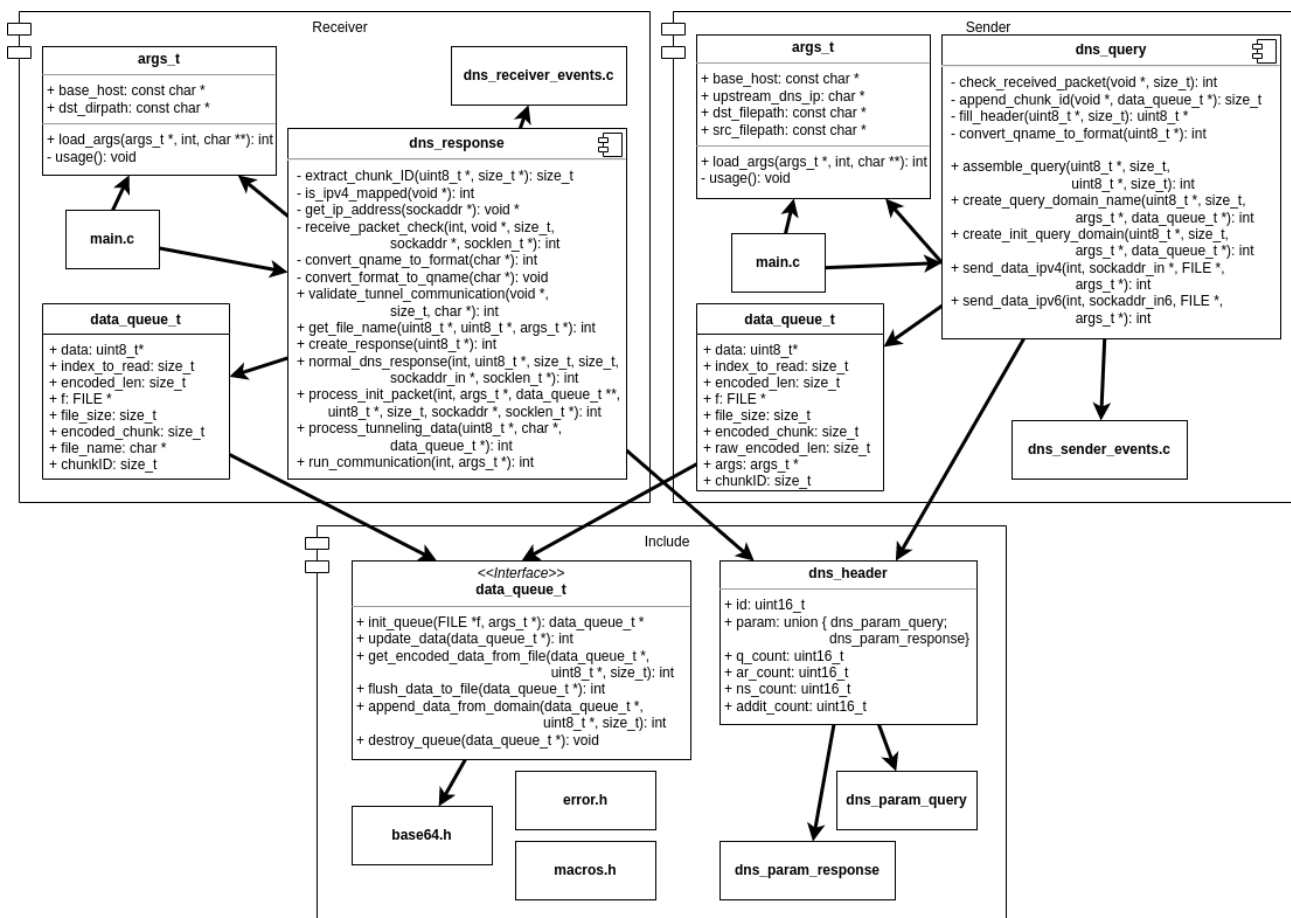 Receiver
args_t
+ base_host: const char *
+ dst_dirpath: const char *
+ load_args(args_t *, int, char **): int
- usage(): void
main.c
dns_receiver_events.c
dns_response
- extract_chunk_ID(uint8_t *, size_t *): size_t
- is_ipv4_mapped(void *): int
- get_ip_address(sockaddr *): void *
- receive_packet_check(int, void *, size_t,
sockaddr *, socklen_t *): int
- convert_qname_to_format(char *): int
- convert_format_to_qname(char *): void
+ validate_tunnel_communication(void *,
size_t, char *): int
+ get_file_name(uint8_t *, uint8_t *, args_t *): int
+ create_response(uint8_t *): int
+ normal_dns_response(int, uint8_t *, size_t, size_t,
sockaddr_in *, socklen_t *): int
+ process_init_packet(int, args_t *, data_queue_t **,
uint8_t *, size_t, sockaddr *, socklen_t *): int
+ process_tunneling_data(uint8_t *, char *,
data_queue_t *): int
+ run_communication(int, args_t *): int
data_queue_t
+ data: uint8_t*
+ index_to_read: size_t
+ encoded_len: size_t
+ f: FILE *
+ file_size: size_t
+ encoded_chunk: size_t
+ file_name: char *
+ chunkID: size_t
Sender
args_t
+ base_host: const char *
+ upstream_dns_ip: char *
+ dst_filepath: const char *
+ src_filepath: const char *
+ load_args(args_t *, int, char **): int
- usage(): void
main.c
dns_query
- check_received_packet(void *, size_t): int
- append_chunk_id(void *, data_queue_t *): size_t
- fill_header(uint8_t *, size_t): uint8_t *
- convert_qname_to_format(uint8_t *): int
+ assemble_query(uint8_t *, size_t,
uint8_t *, size_t): int
+ create_query_domain_name(uint8_t *, size_t,
args_t *, data_queue_t *): int
+ create_init_query_domain(uint8_t *, size_t,
args_t *, data_queue_t *): int
+ send_data_ipv4(int, sockaddr_in *, FILE *,
args_t *): int
+ send_data_ipv6(int, sockaddr_in6, FILE *,
args_t *): int
data_queue_t
+ data: uint8_t*
+ index_to_read: size_t
+ encoded_len: size_t
+ f: FILE *
+ file_size: size_t
+ encoded_chunk: size_t
+ raw_encoded_len: size_t
+ args: args_t *
+ chunkID: size_t
dns_sender_events.c
Include
<<Interface>>
data_queue_t
+ init_queue(FILE *f, args_t *): data_queue_t *
+ update_data(data_queue_t *): int
+ get_encoded_data_from_file(data_queue_t *,
uint8_t *, size_t): int
+ flush_data_to_file(data_queue_t *): int
+ append_data_from_domain(data_queue_t *,
uint8_t *, size_t): int
+ destroy_queue(data_queue_t *): void
dns_header
+ id: uint16_t
+ param: union { dns_param_query;
dns_param_response}
+ q_count: uint16_t
+ ar_count: uint16_t
+ ns_count: uint16_t
+ addit_count: uint16_t
base64.h
error.h
macros.h
dns_param_query
dns_param_response